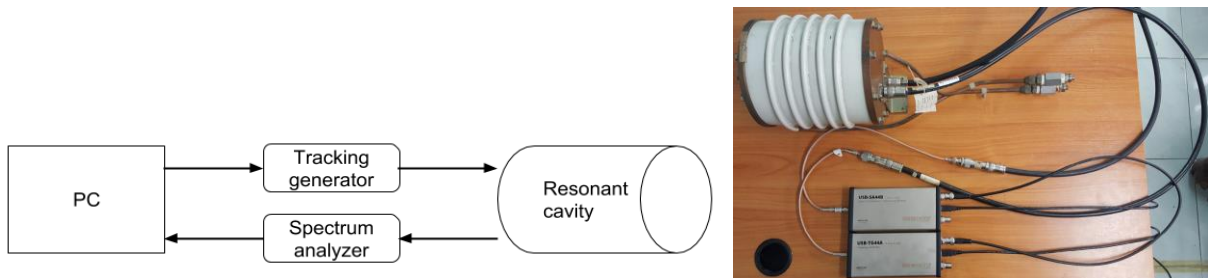 PC
Tracking
generator
Spectrum
analyzer
Resonant
cavity
USB-SA44B
USB-TG44A